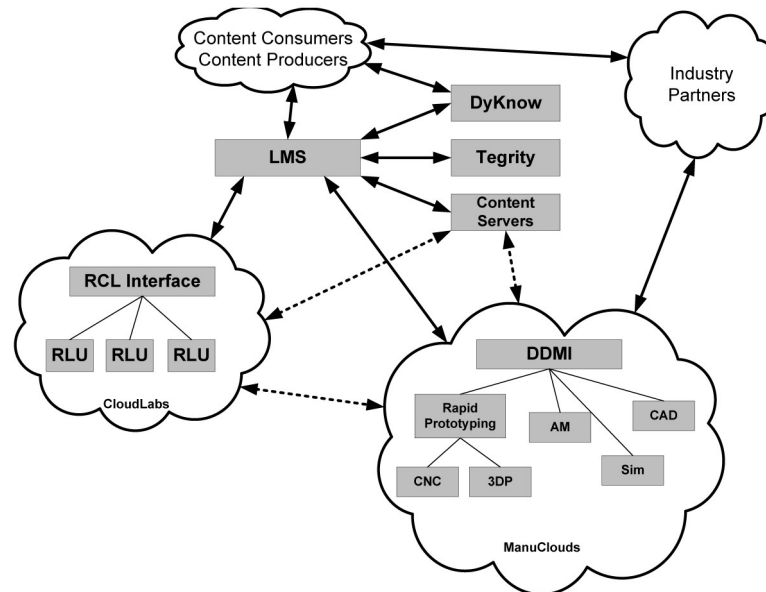 Content Consumers
Content Producers
Industry
Partners
DyKnow
LMS
Tegrity
Content
Servers
RCL Interface
RLU
RLU
RLU
CloudLabs
DDMI
Rapid
Prototyping
AM
CAD
CNC
3DP
Sim
ManuClouds